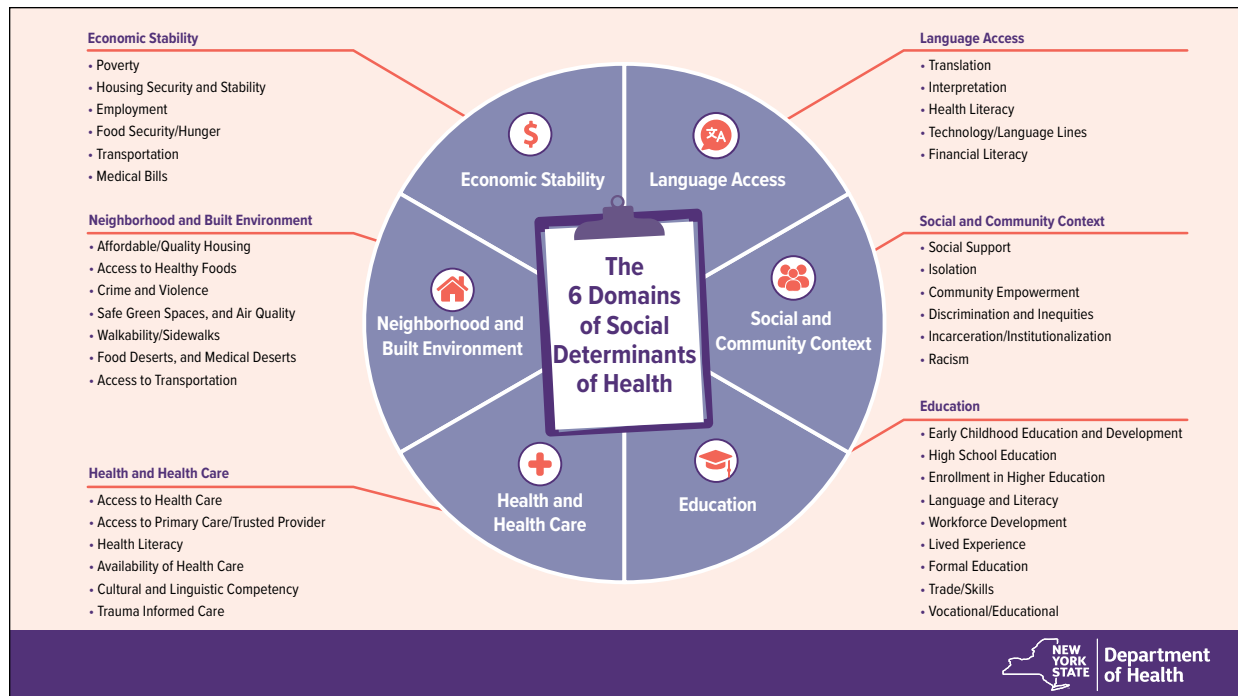 Economic Stability
• Poverty
• Housing Security and Stability
• Employment
• Food Security/Hunger
• Transportation
• Medical Bills
Neighborhood and Built Environment
• Affordable/Quality Housing
• Access to Healthy Foods
• Crime and Violence
• Safe Green Spaces, and Air Quality
• Walkability/Sidewalks
• Food Deserts, and Medical Deserts
• Access to Transportation
Health and Health Care
• Access to Health Care
• Access to Primary Care/Trusted Provider
• Health Literacy
• Availability of Health Care
• Cultural and Linguistic Competency
• Trauma Informed Care
$
Economic Stability
文A
Language Access
Neighborhood and
Built Environment
The
6 Domains
of Social
Determinants
of Health
Social and
Community Context
Health and
Health Care
Education
Language Access
• Translation
• Interpretation
• Health Literacy
• Technology/Language Lines
• Financial Literacy
Social and Community Context
• Social Support
• Isolation
• Community Empowerment
• Discrimination and Inequities
• Incarceration/Institutionalization
• Racism
Education
• Early Childhood Education and Development
• High School Education
• Enrollment in Higher Education
• Language and Literacy
• Workforce Development
• Lived Experience
• Formal Education
• Trade/Skills
• Vocational/Educational
NEW
YORK
STATE
Department
of Health